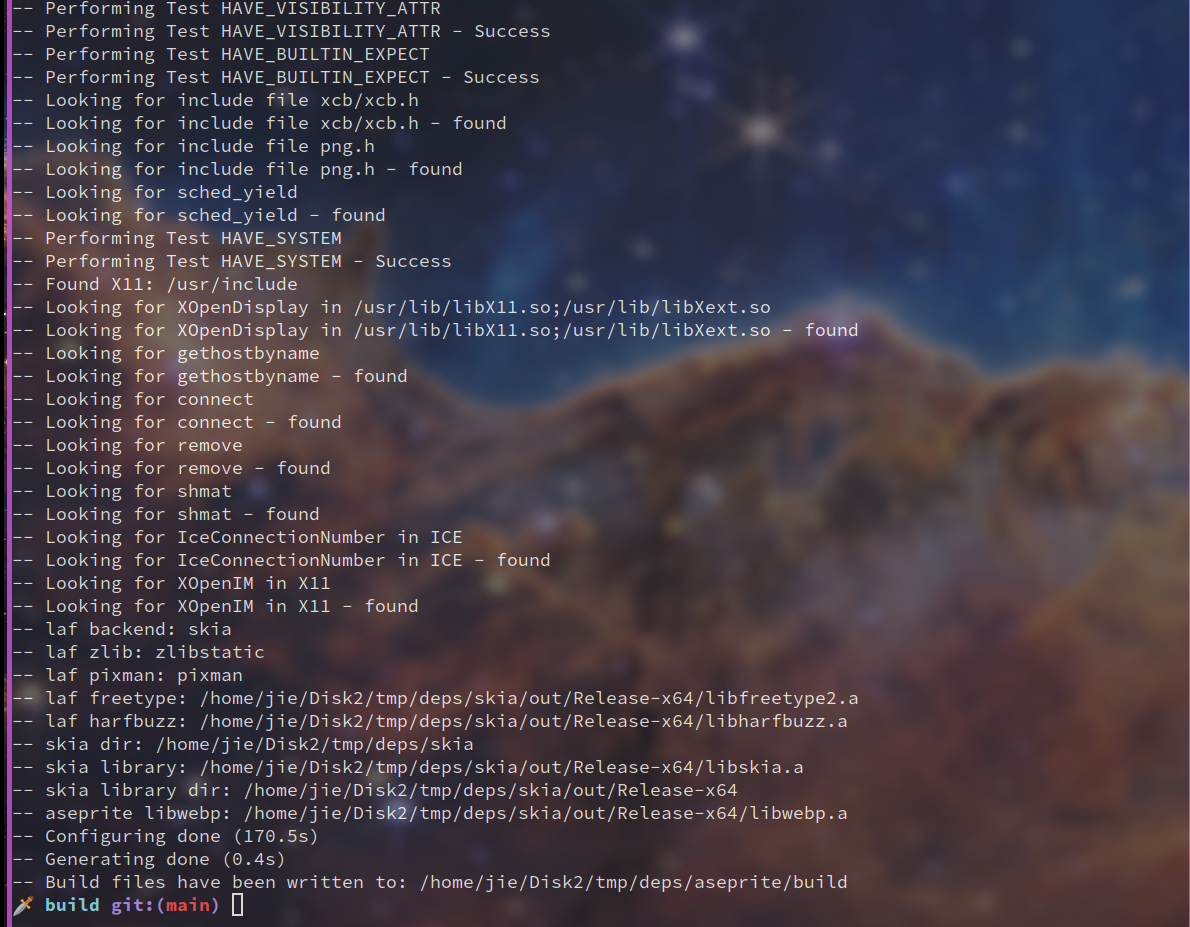 -- Performing Test HAVE_VISIBILITY_ATTR
-- Performing Test HAVE_VISIBILITY_ATTR - Success
-- Performing Test HAVE_BUILTIN_EXPECT
-- Performing Test HAVE_BUILTIN_EXPECT - Success
-- Looking for include file xcb/xcb.h
-- Looking for include file xcb/xcb.h - found
-- Looking for include file png.h
-- Looking for include file png.h - found
-- Looking for sched_yield
-- Looking for sched_yield - found
-- Performing Test HAVE_SYSTEM
-- Performing Test HAVE_SYSTEM - Success
-- Found X11: /usr/include
-- Looking for XOpenDisplay in /usr/lib/libX11.so;/usr/lib/libXext.so
-- Looking for XOpenDisplay in /usr/lib/libX11.so;/usr/lib/libXext.so - found
-- Looking for gethostbyname
-- Looking for gethostbyname - found
-- Looking for connect
-- Looking for connect - found
-- Looking for remove
-- Looking for remove - found
-- Looking for shmat
-- Looking for shmat - found
-- Looking for IceConnectionNumber in ICE
-- Looking for IceConnectionNumber in ICE - found
-- Looking for XOpenIM in X11
-- Looking for XOpenIM in X11 - found
-- laf backend: skia
-- laf zlib: zlibstatic
-- laf pixman: pixman
-- laf freetype: /home/jie/Disk2/tmp/deps/skia/out/Release-x64/libfreetype2.a
-- laf harfbuzz: /home/jie/Disk2/tmp/deps/skia/out/Release-x64/libharfbuzz.a
-- skia dir: /home/jie/Disk2/tmp/deps/skia
-- skia library: /home/jie/Disk2/tmp/deps/skia/out/Release-x64/libskia.a
-- skia library dir: /home/jie/Disk2/tmp/deps/skia/out/Release-x64
-- aseprite libwebp: /home/jie/Disk2/tmp/deps/skia/out/Release-x64/libwebp.a
-- Configuring done (170.5s)
-- Generating done (0.4s)
-- Build files have been written to: /home/jie/Disk2/tmp/deps/aseprite/build
🗡️ build git:(main)